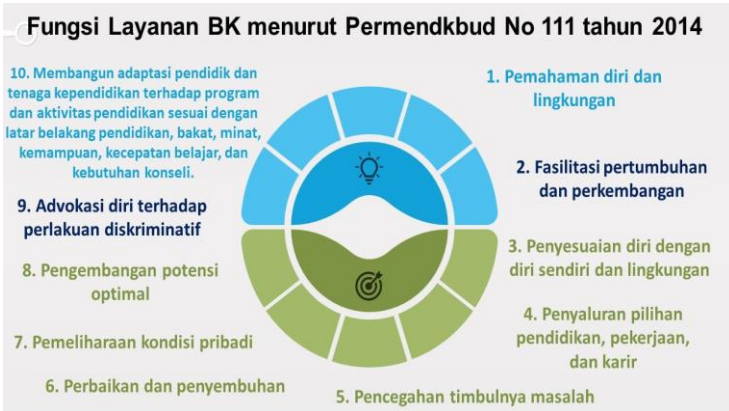 Fungsi Layanan BK menurut Permendkbud No 111 tahun 2014
1. Pemahaman diri dan
lingkungan
2. Fasilitasi pertumbuhan
dan perkembangan
3. Penyesuaian diri dengan
diri sendiri dan lingkungan
4. Penyaluran pilihan
pendidikan, pekerjaan,
dan karir
5. Pencegahan timbulnya masalah
6. Perbaikan dan penyembuhan
7. Pemeliharaan kondisi pribadi
8. Pengembangan potensi
optimal
9. Advokasi diri terhadap
perlakuan diskriminatif
10. Membangun adaptasi pendidik dan
tenaga kependidikan terhadap program
dan aktivitas pendidikan sesuai dengan
latar belakang pendidikan, bakat, minat,
kemampuan, kecepatan belajar, dan
kebutuhan konseli.